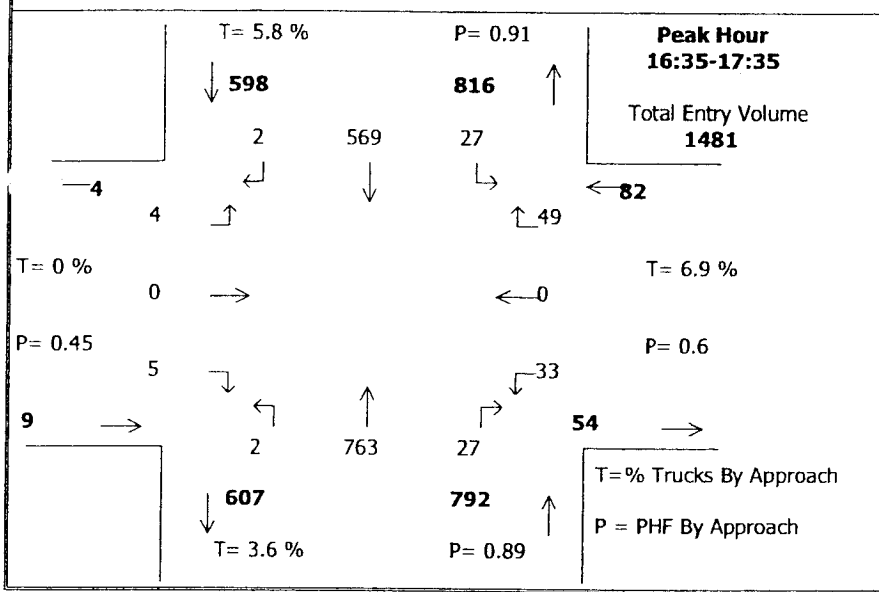 T= 5.8 %
P= 0.91
Peak Hour
16:35-17:35
598
816
Total Entry Volume
1481
2
569
27
4
82
4
49
T= 0 %
T= 6.9 %
0
0
P= 0.45
P= 0.6
5
33
9
54
2
763
27
T=% Trucks By Approach
607
792
P = PHF By Approach
T= 3.6 %
P= 0.89